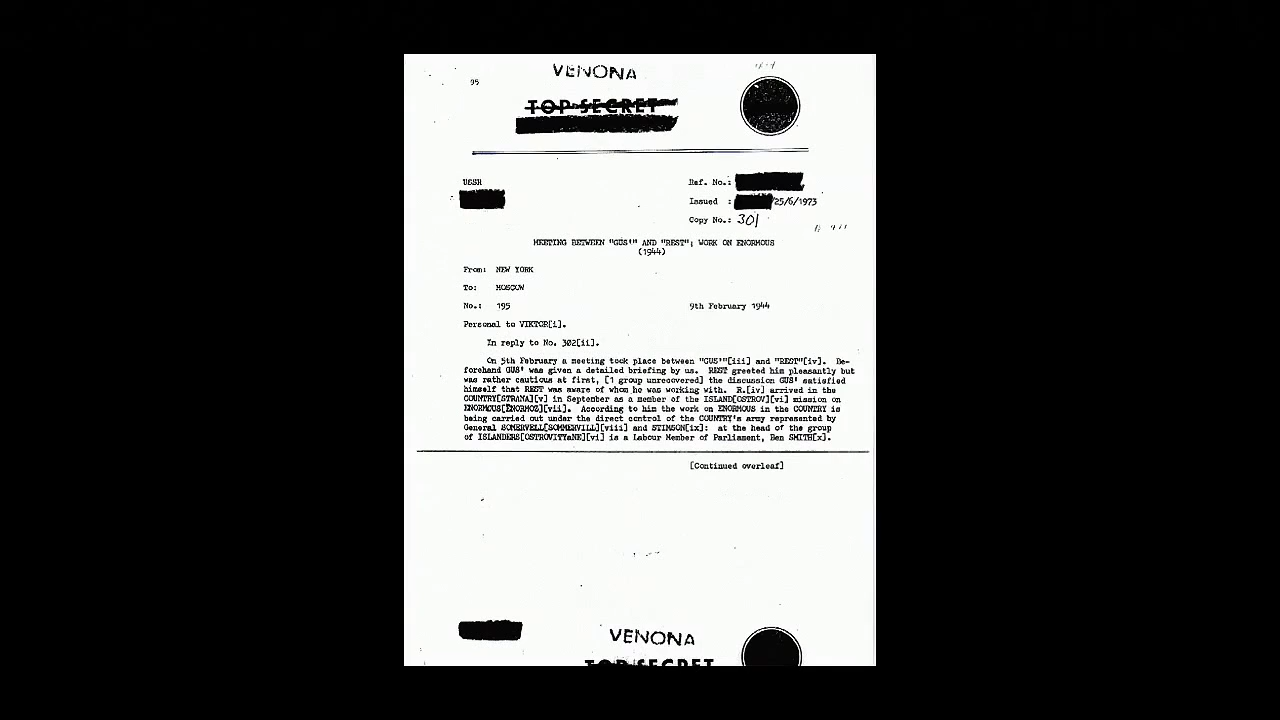 VENONA
95
TOP SECRET
USSR
Ref. No.:
Issued : /25/6/1973
Copy No.: 301
MEETING BETWEEN "GUS'" AND "REST"; WORK ON ENORMOUS
(1944)
From: NEW YORK
To: MOSCOW
No.: 195 9th February 1944
Personal to VIKTOR[i].
In reply to No. 302[ii].
On 5th February a meeting took place between "GUS'"[iii] and "REST"[iv]. Be-
forehand GUS' was given a detailed briefing by us. REST greeted him pleasantly but
was rather cautious at first, [1 group unrecovered] the discussion GUS' satisfied
himself that REST was aware of whom he was working with. R.[iv] arrived in the
COUNTRY[STRANA][v] in September as a member of the ISLAND[OSTROV][vi] mission on
ENORMOUS[ENORMOZ][vii]. According to him the work on ENORMOUS in the COUNTRY is
being carried out under the direct control of the COUNTRY's army represented by
General SOMERVELL[SOMMERVILL][viii] and STIMSON[ix]: at the head of the group
of ISLANDERS[OSTROVITYaNE][vi] is a Labour Member of Parliament, Ben SMITH[x].
[Continued overleaf]
VENONA
TOP SECRET